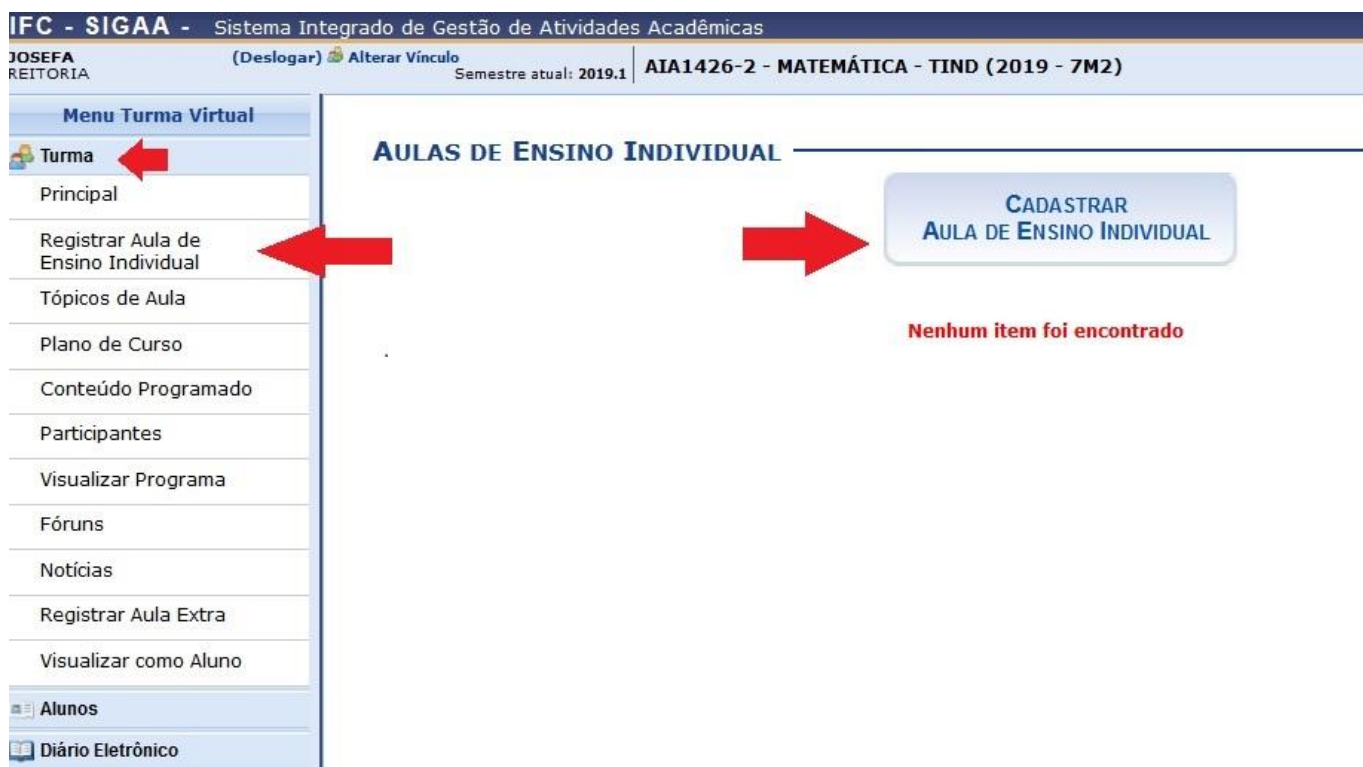 IFC - SIGAA - Sistema Integrado de Gestão de Atividades Acadêmicas
JOSEFA (Deslogar) Alterar Vínculo
REITORIA Semestre atual: 2019.1
AIA1426-2 - MATEMÁTICA - TIND (2019 - 7M2)
Menu Turma Virtual
Turma
Principal
Registrar Aula de
Ensino Individual
Tópicos de Aula
Plano de Curso
Conteúdo Programado
Participantes
Visualizar Programa
Fóruns
Notícias
Registrar Aula Extra
Visualizar como Aluno
Alunos
Diário Eletrônico
AULAS DE ENSINO INDIVIDUAL
CADASTRAR
AULA DE ENSINO INDIVIDUAL
Nenhum item foi encontrado